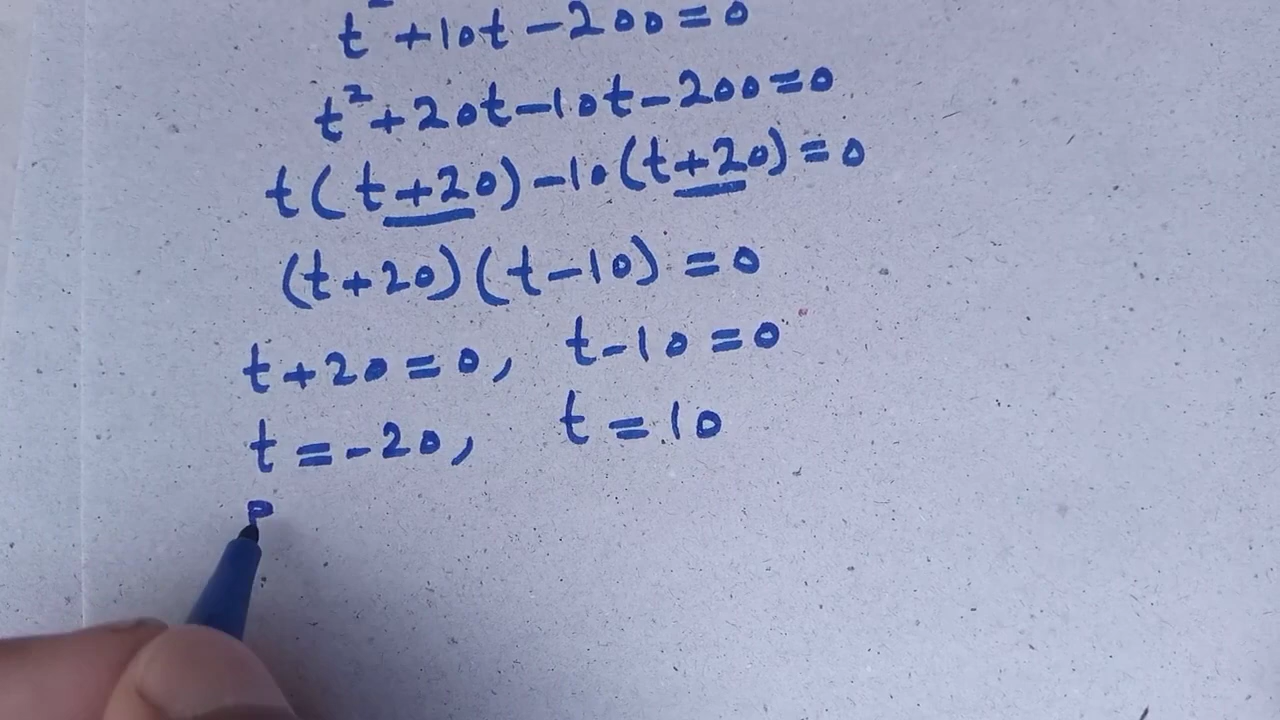 t²+10t-200=0
t²+20t-10t-200=0
t(t+20)-10(t+20)=0
(t+20)(t-10)=0
t+20=0, t-10=0
t=-20, t=10